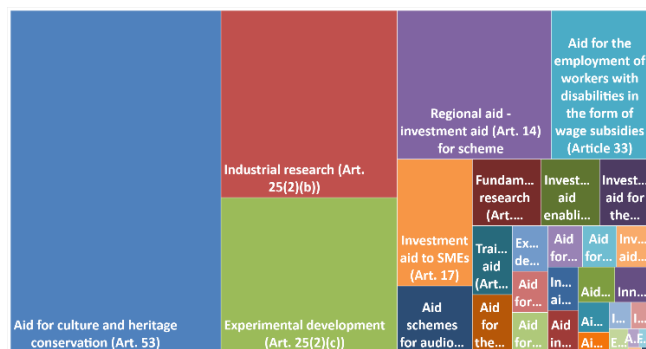 Aid for culture and heritage
conservation (Art. 53)
Industrial research (Art.
25(2)(b))
Experimental development
(Art. 25(2)(c))
Regional aid -
investment aid (Art. 14)
for scheme
Aid for the
employment of
workers with
disabilities in
the form of
wage subsidies
(Article 33)
Investment
aid to SMEs
(Art. 17)
Aid
schemes
for audio...
Fundam...
research
(Art....
Invest...
aid
enabli...
Invest...
aid for
the...
Trai...
aid
(Art...
Aid
for
the...
Ex...
de...
Aid
for...
Aid
for...
Aid
for...
In...
ai...
Aid
in...
Aid
for...
Inv...
aid...
Aid...
Inn...
Ai...
Ai...
I...
I...
E...
A...
E...